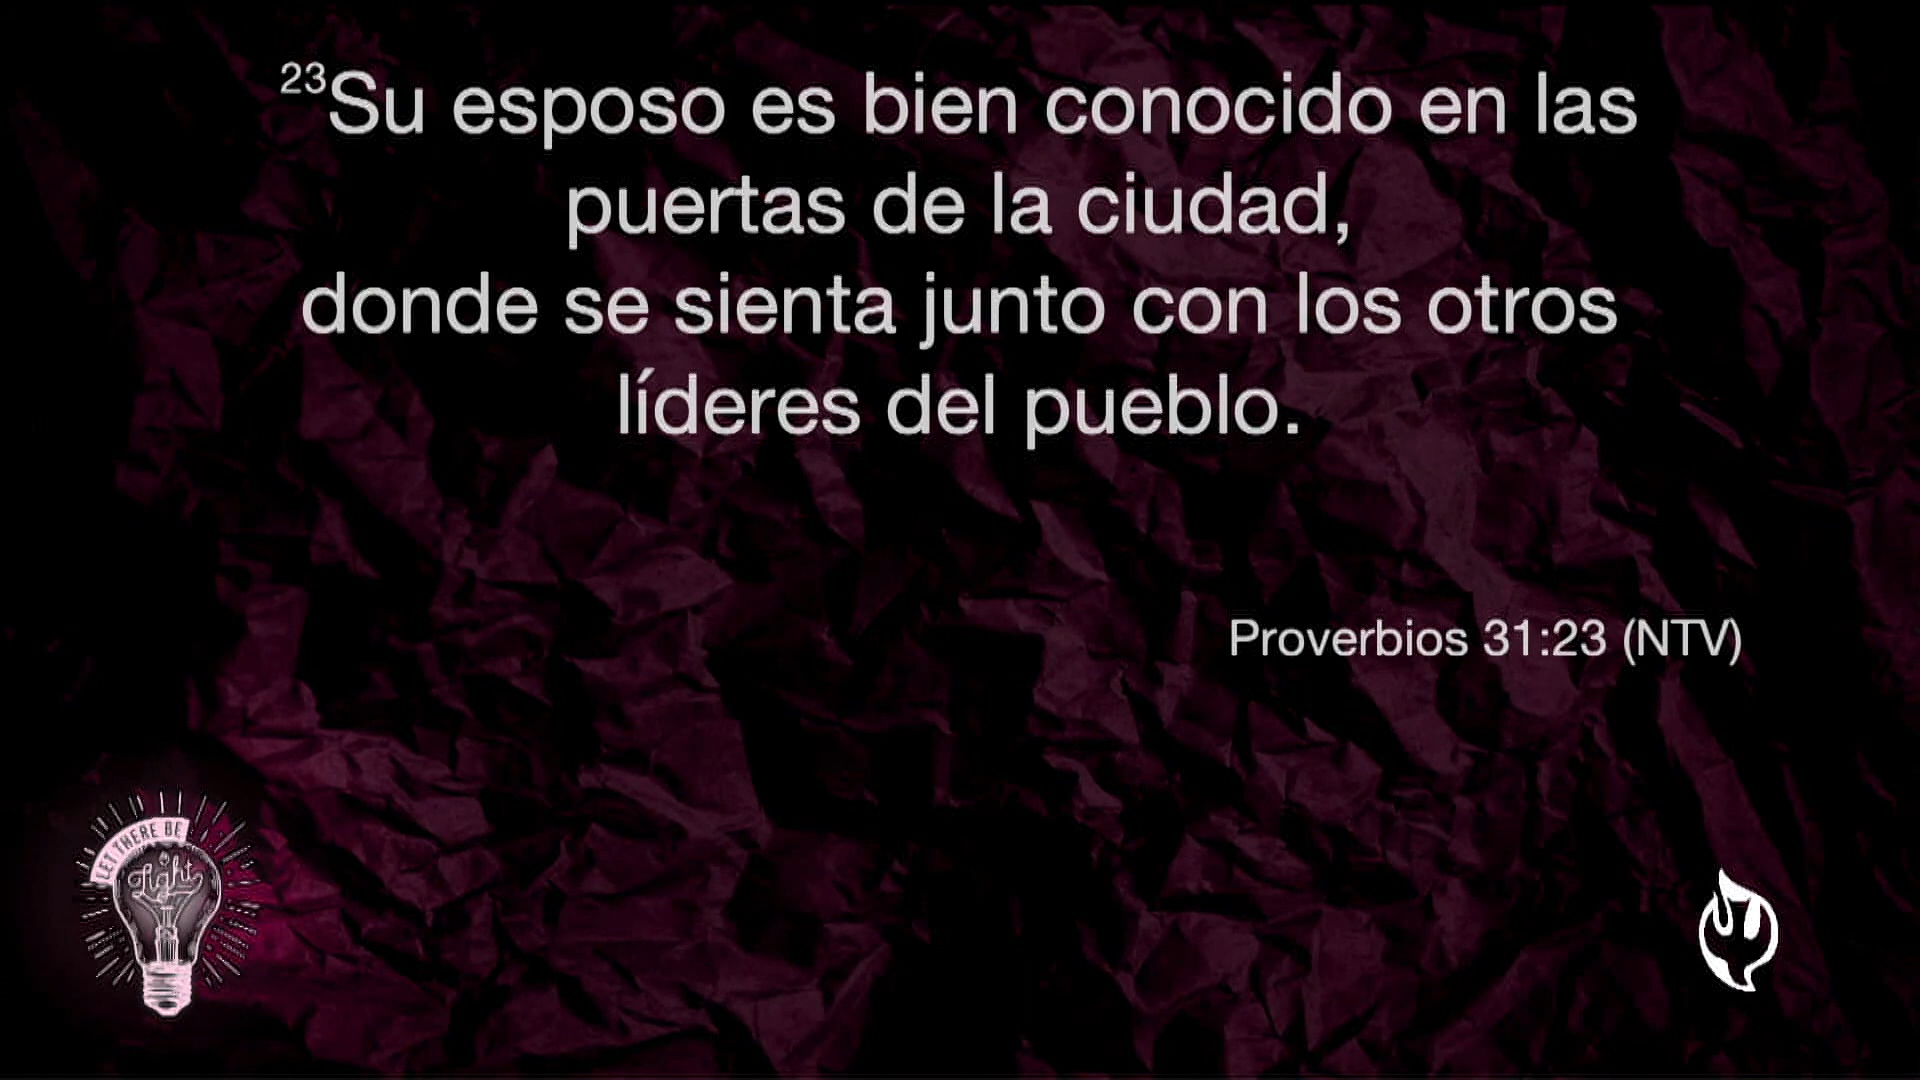 23Su esposo es bien conocido en las
puertas de la ciudad,
donde se sienta junto con los otros
líderes del pueblo.
Proverbios 31:23 (NTV)
LET THERE BE
Light